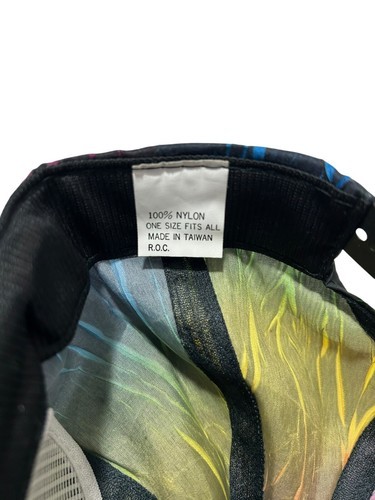 100% NYLON
ONE SIZE FITS ALL
MADE IN TAIWAN
R.O.C.